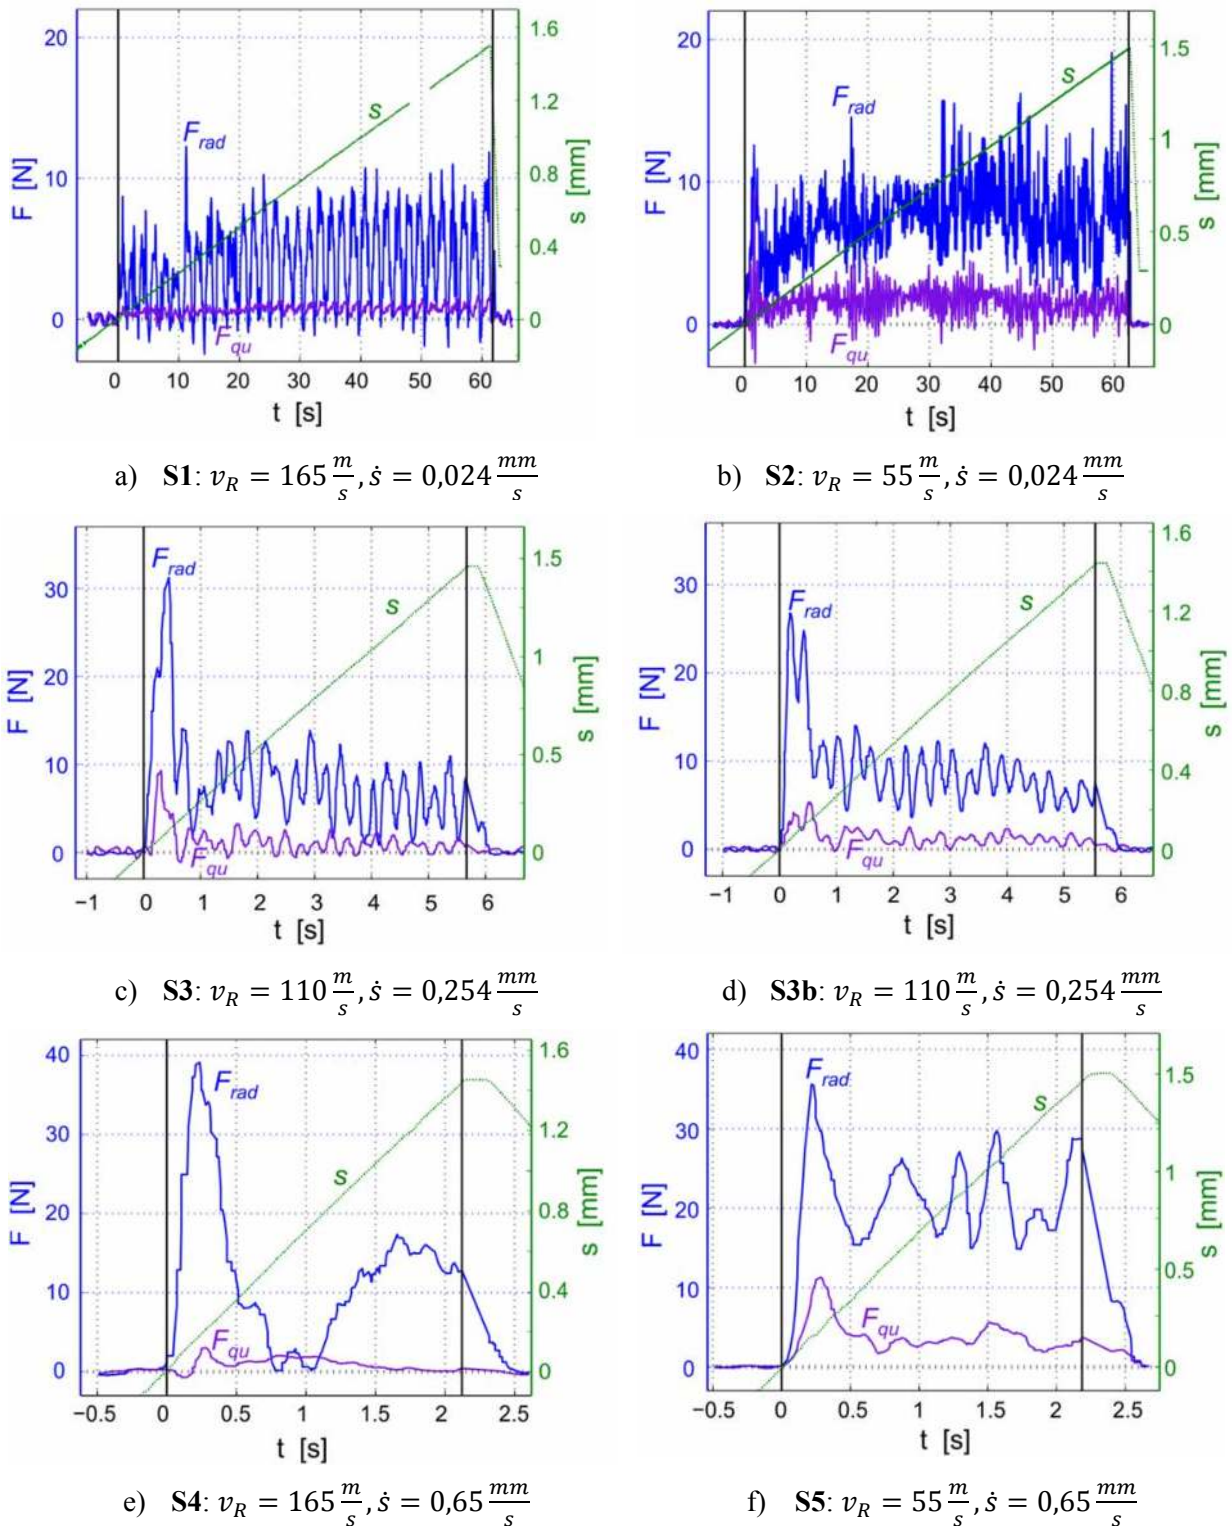 20
10
0
F [N]
F_rad
s
F_qu
1.6
1.2
0.8
0.4
0
s [mm]
0 10 20 30 40 50 60
t [s]
a) S1: v_R = 165 m/s, ṡ = 0,024 mm/s
20
10
0
F [N]
F_rad
s
F_qu
1.5
1
0.5
0
s [mm]
0 10 20 30 40 50 60
t [s]
b) S2: v_R = 55 m/s, ṡ = 0,024 mm/s
30
20
10
0
F [N]
F_rad
s
F_qu
1.5
1
0.5
0
s [mm]
−1 0 1 2 3 4 5 6
t [s]
c) S3: v_R = 110 m/s, ṡ = 0,254 mm/s
30
20
10
0
F [N]
F_rad
s
F_qu
1.6
1.2
0.8
0.4
0
s [mm]
−1 0 1 2 3 4 5 6
t [s]
d) S3b: v_R = 110 m/s, ṡ = 0,254 mm/s
40
30
20
10
0
F [N]
F_rad
s
F_qu
1.6
1.2
0.8
0.4
0
s [mm]
−0.5 0 0.5 1 1.5 2 2.5
t [s]
e) S4: v_R = 165 m/s, ṡ = 0,65 mm/s
40
30
20
10
0
F [N]
F_rad
s
F_qu
1.5
1
0.5
0
s [mm]
−0.5 0 0.5 1 1.5 2 2.5
t [s]
f) S5: v_R = 55 m/s, ṡ = 0,65 mm/s